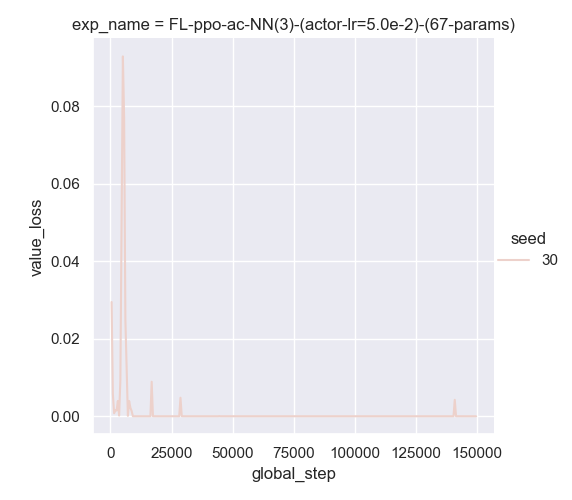 exp_name = FL-ppo-ac-NN(3)-(actor-lr=5.0e-2)-(67-params)
value_loss
0.08
0.06
0.04
0.02
0.00
0 25000 50000 75000 100000 125000 150000
global_step
seed
30